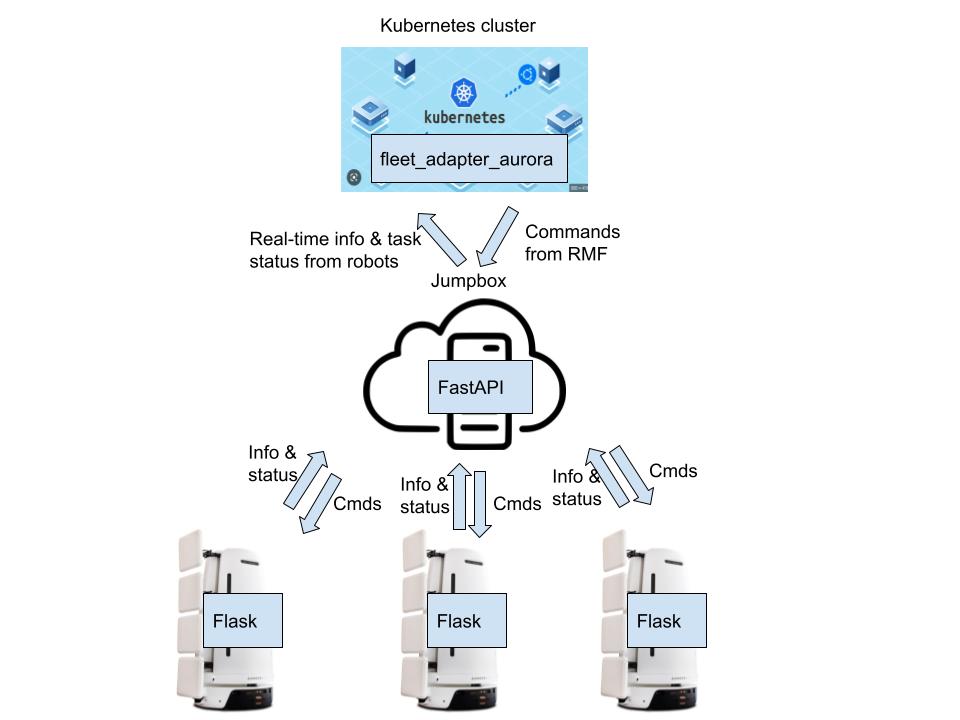 Kubernetes cluster
kubernetes
fleet_adapter_aurora
Real-time info & task
status from robots
Commands
from RMF
Jumpbox
FastAPI
Info &
status
Cmds
Info &
status
Cmds
Info &
status
Cmds
Flask
Flask
Flask